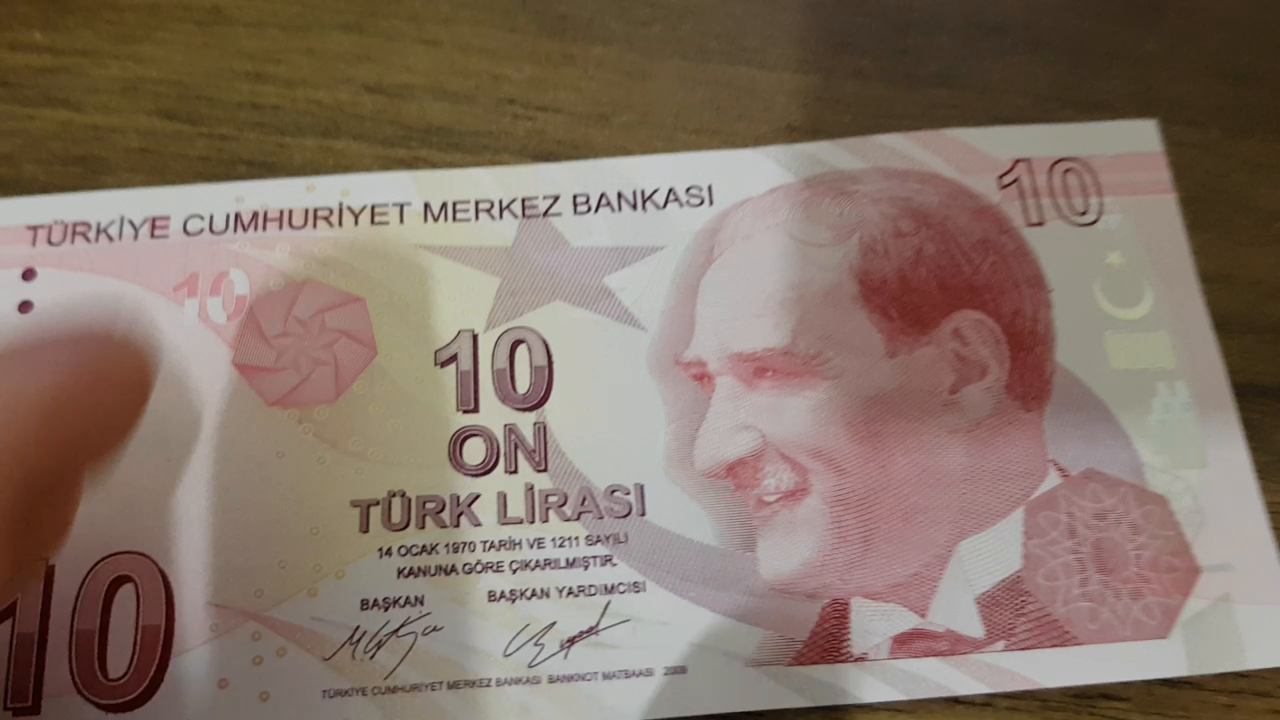 TÜRKİYE CUMHURİYET MERKEZ BANKASI
10
10
10
ON
TÜRK LİRASI
14 OCAK 1970 TARİH VE 1211 SAYILI
KANUNA GÖRE ÇIKARILMIŞTIR.
BAŞKAN BAŞKAN YARDIMCISI
10
TÜRKİYE CUMHURİYET MERKEZ BANKASI BANKNOT MATBAASI 2009